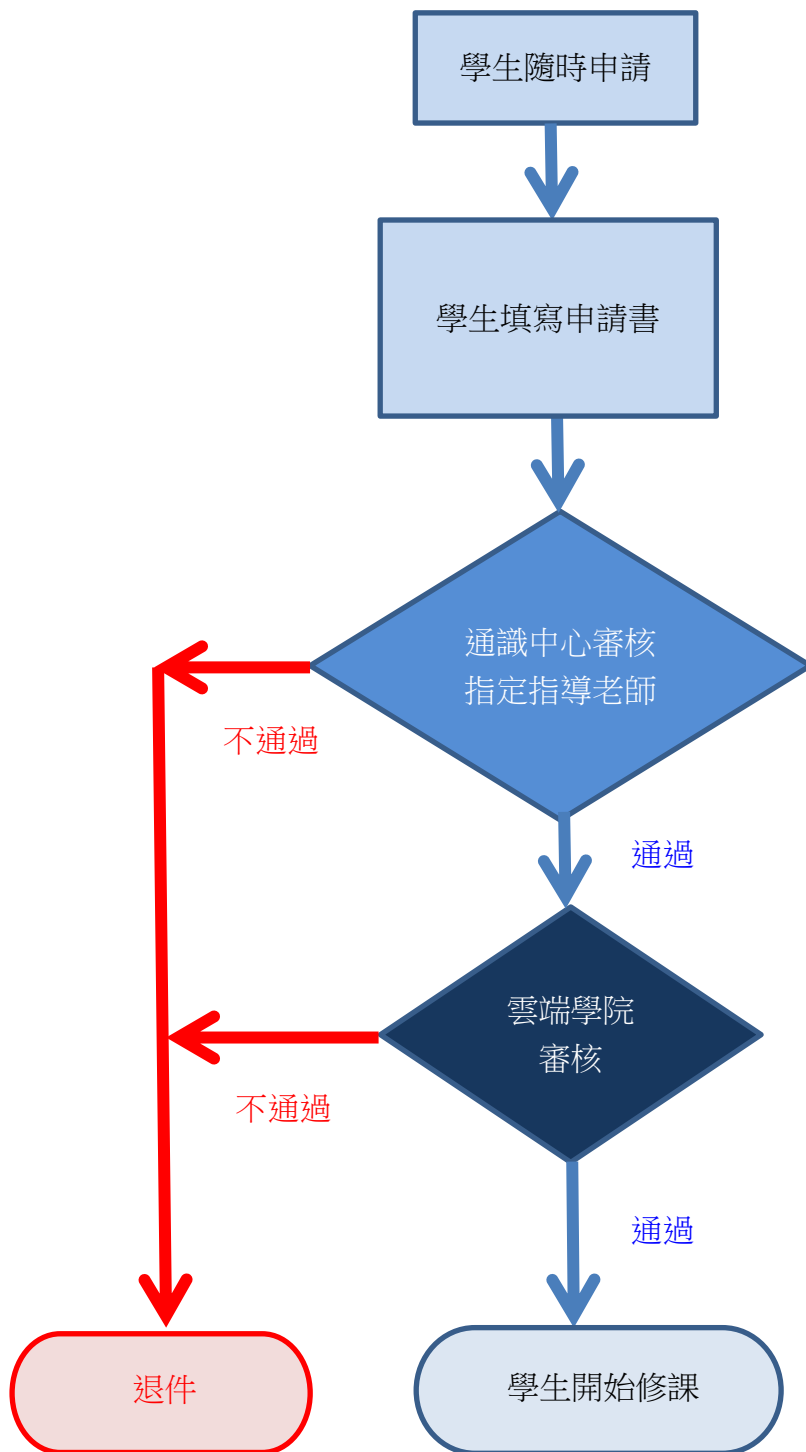 學生隨時申請
學生填寫申請書
通識中心審核
指定指導老師
不通過
通過
雲端學院
審核
不通過
通過
退件
學生開始修課